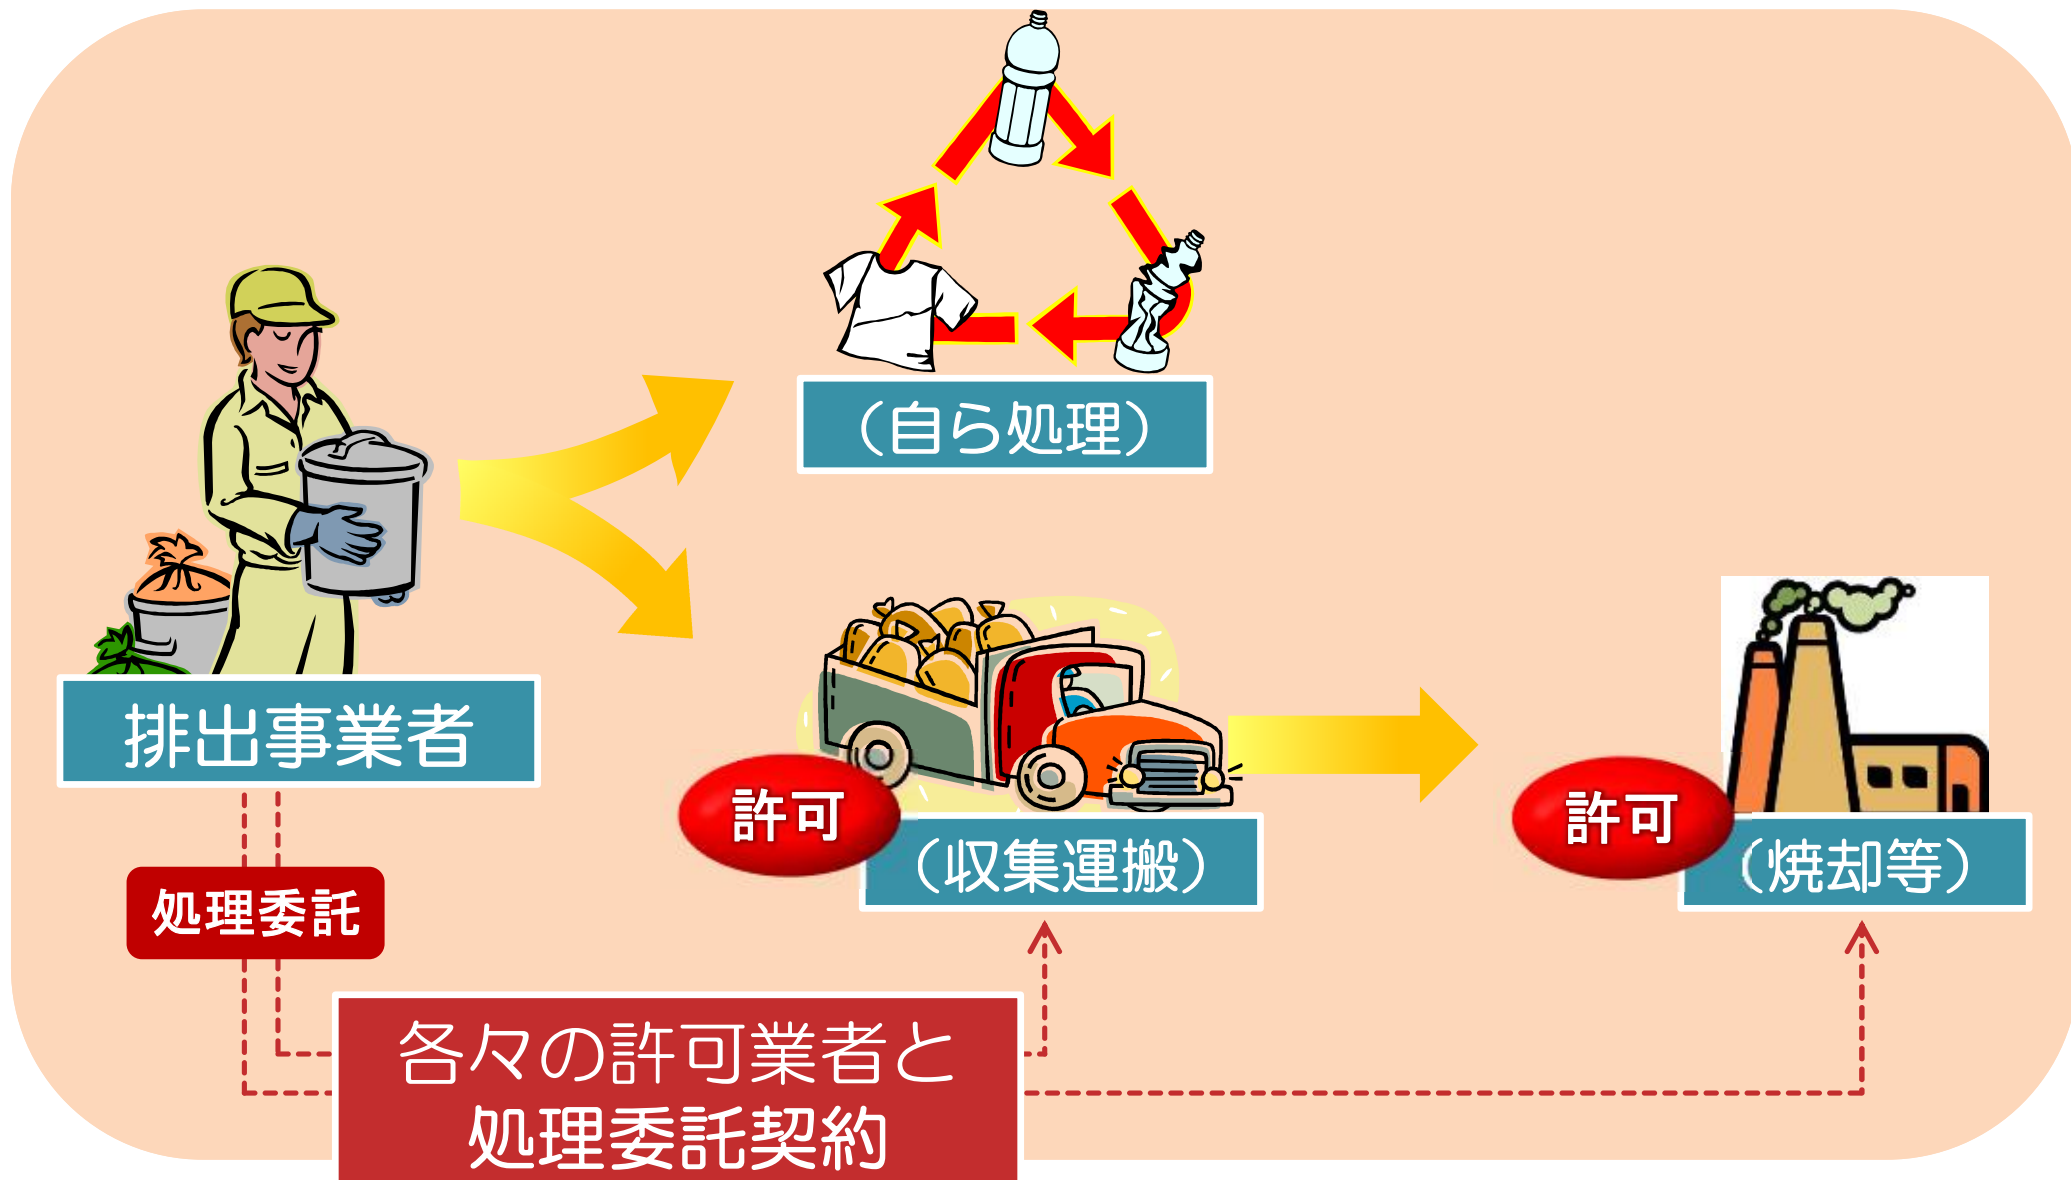 （自ら処理）
排出事業者
許可
（収集運搬）
許可
（焼却等）
処理委託
各々の許可業者と
処理委託契約